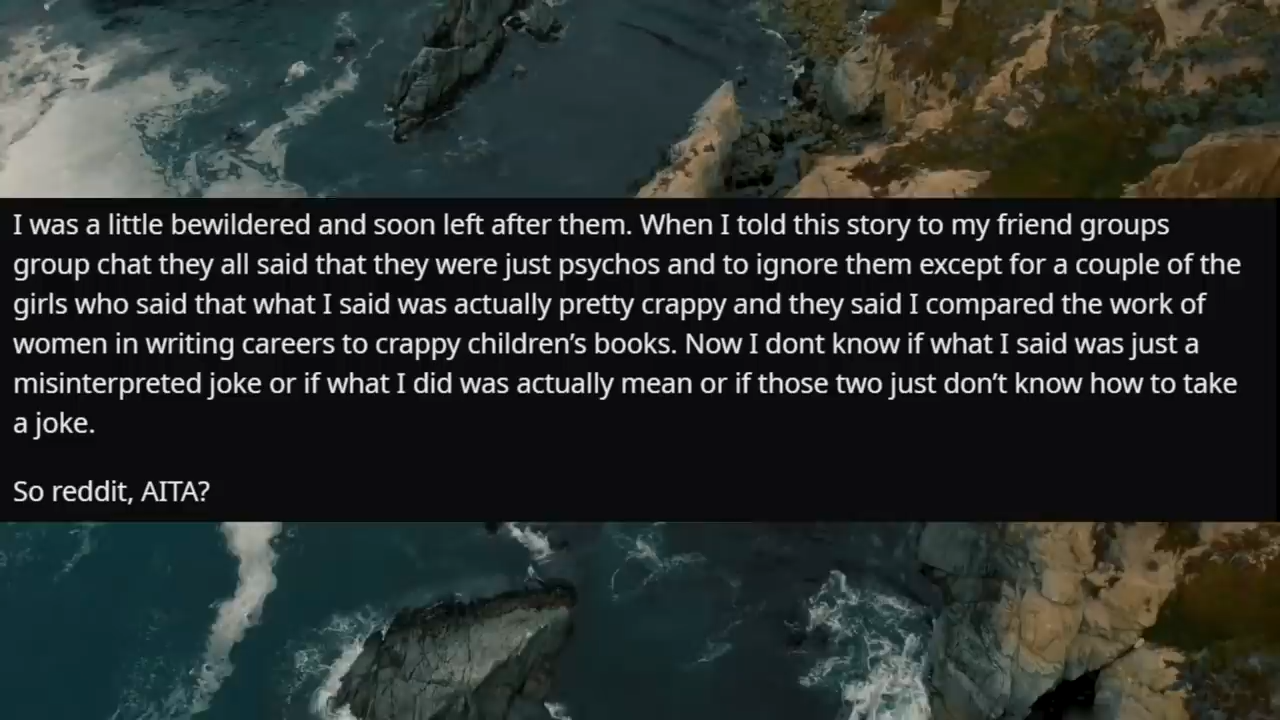 I was a little bewildered and soon left after them. When I told this story to my friend groups
group chat they all said that they were just psychos and to ignore them except for a couple of the
girls who said that what I said was actually pretty crappy and they said I compared the work of
women in writing careers to crappy children’s books. Now I dont know if what I said was just a
misinterpreted joke or if what I did was actually mean or if those two just don’t know how to take
a joke.
So reddit, AITA?